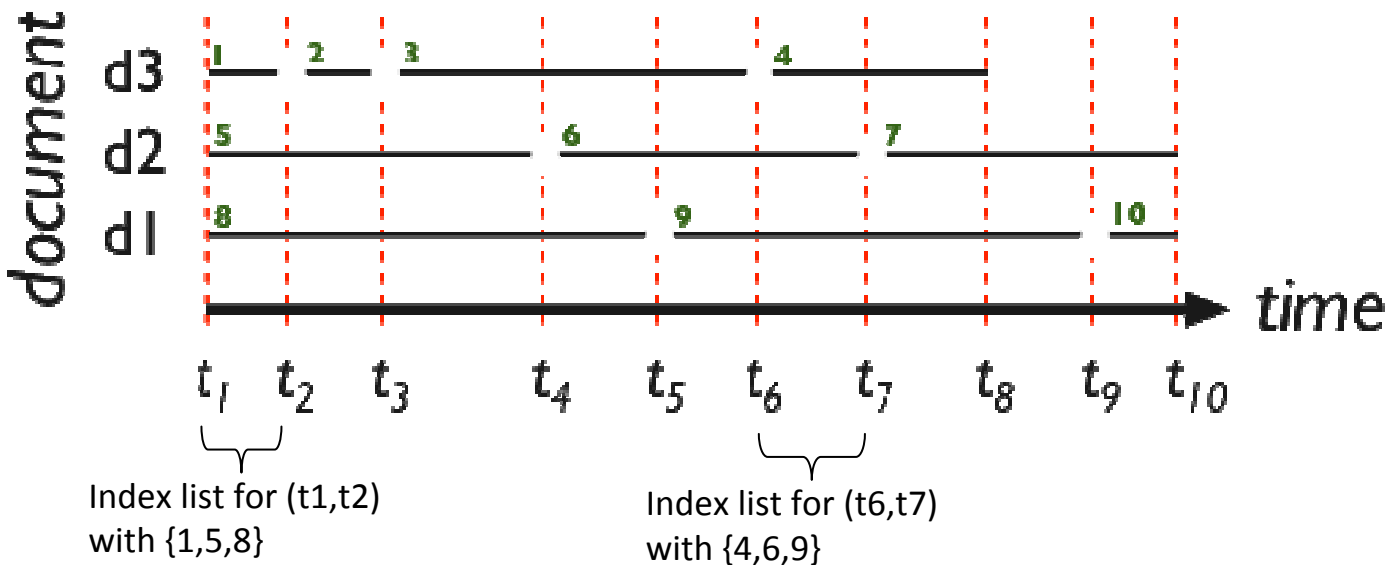 document
d3 1 2 3 4
d2 5 6 7
d1 8 9 10
time
t1 t2 t3 t4 t5 t6 t7 t8 t9 t10
Index list for (t1,t2)
with {1,5,8}
Index list for (t6,t7)
with {4,6,9}